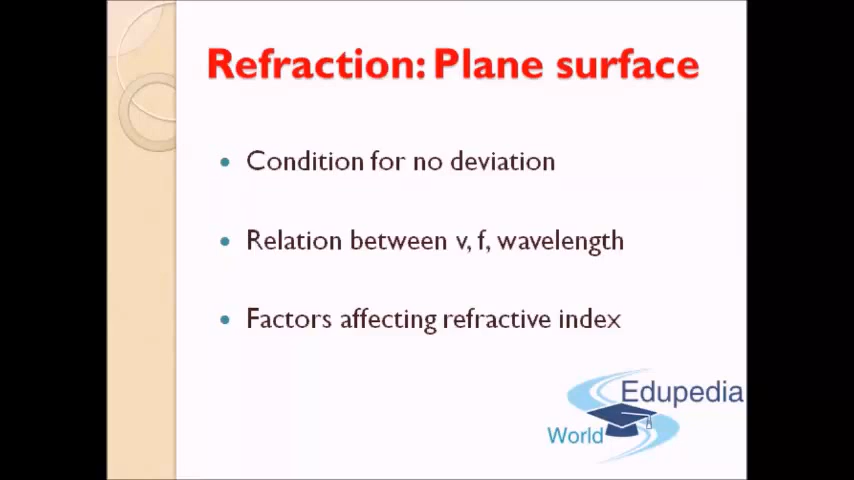 Refraction: Plane surface
• Condition for no deviation
• Relation between v, f, wavelength
• Factors affecting refractive index
Edupedia
World